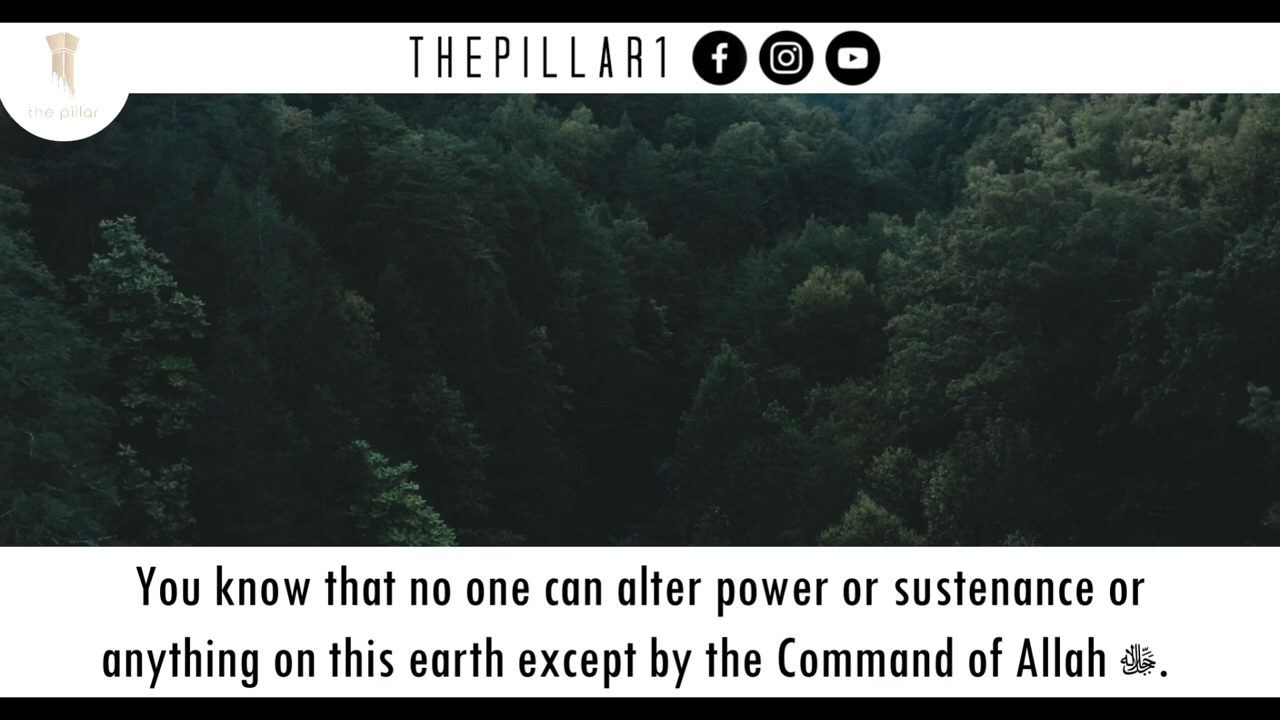 THEPILLAR1
the pillar
You know that no one can alter power or sustenance or
anything on this earth except by the Command of Allah ﷻ.